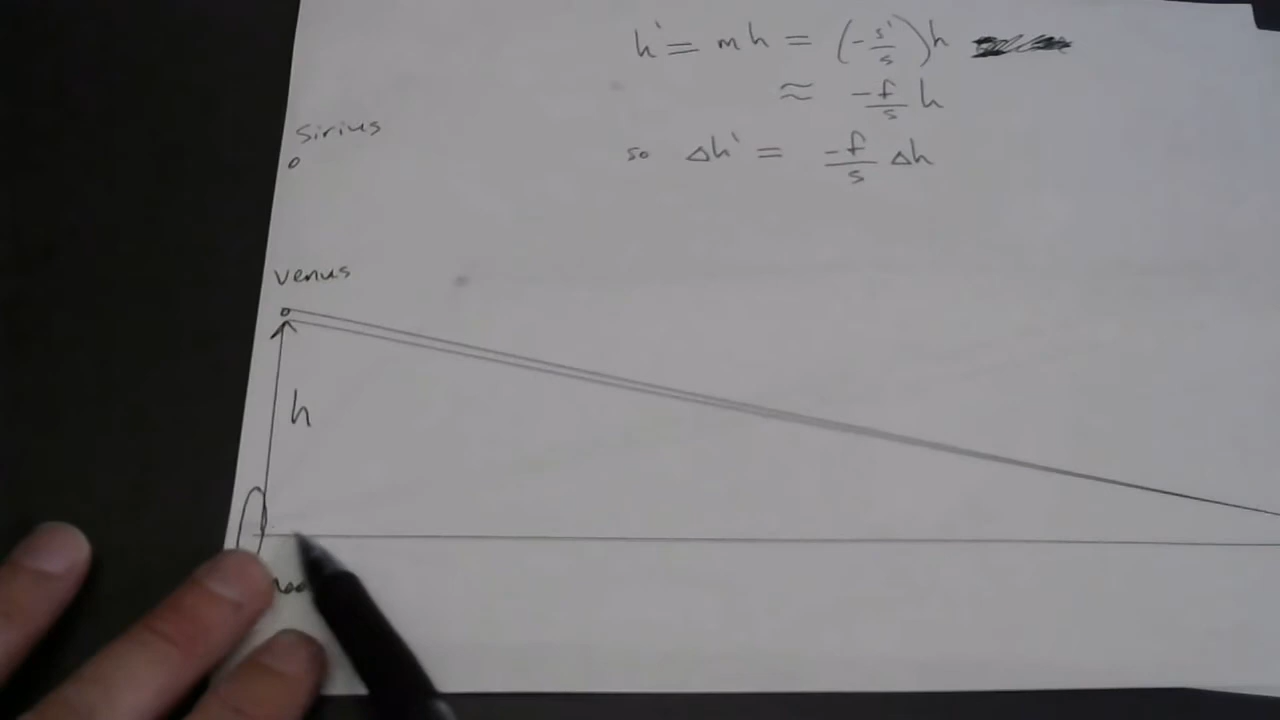 h' = mh = (-s'/s)h
≈ -f/s h
so Δh' = -f/s Δh
Sirius
Venus
h